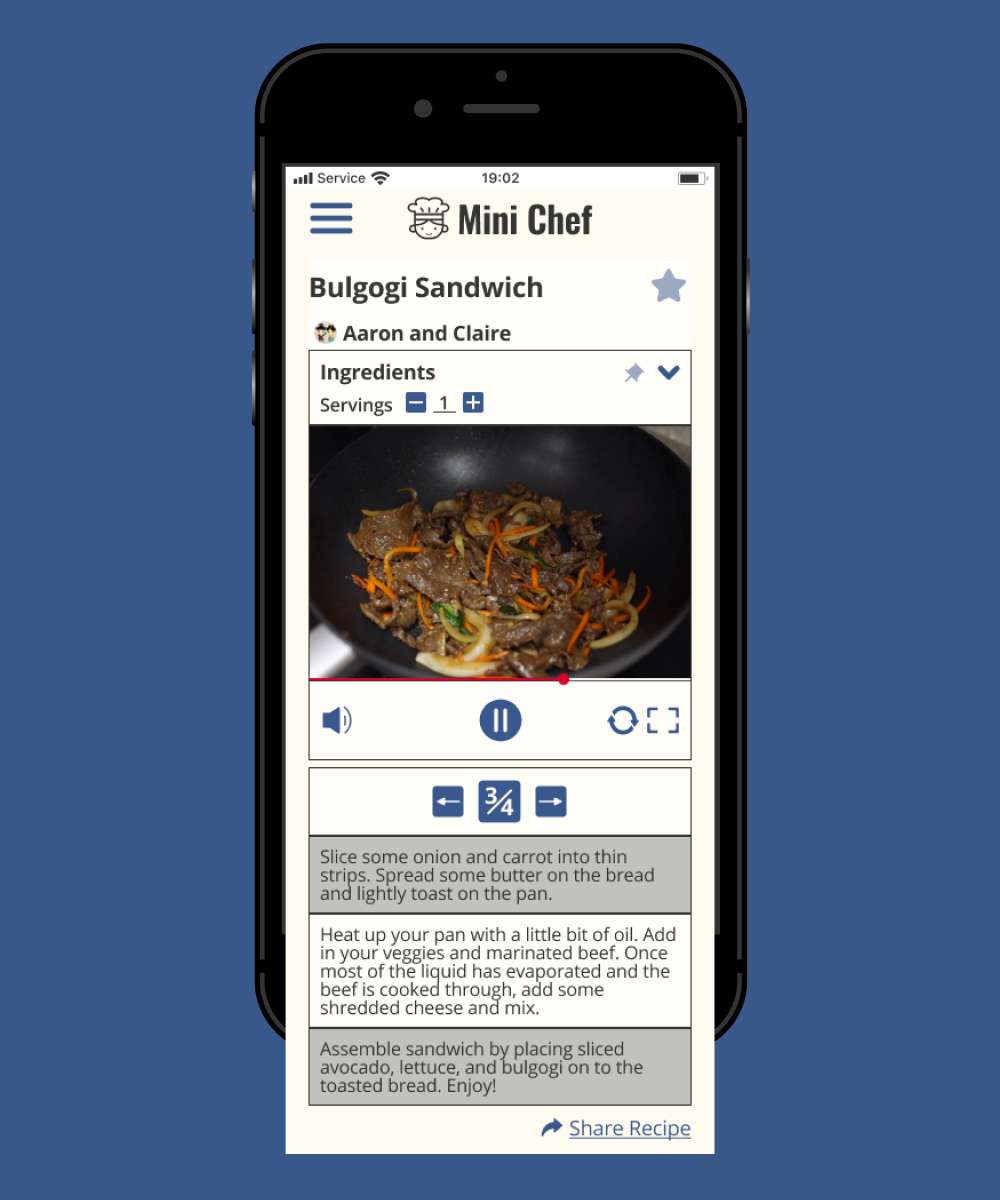 Service
19:02
Mini Chef
Bulgogi Sandwich
Aaron and Claire
Ingredients
Servings 1
3/4
Slice some onion and carrot into thin
strips. Spread some butter on the bread
and lightly toast on the pan.
Heat up your pan with a little bit of oil. Add
in your veggies and marinated beef. Once
most of the liquid has evaporated and the
beef is cooked through, add some
shredded cheese and mix.
Assemble sandwich by placing sliced
avocado, lettuce, and bulgogi on to the
toasted bread. Enjoy!
Share Recipe